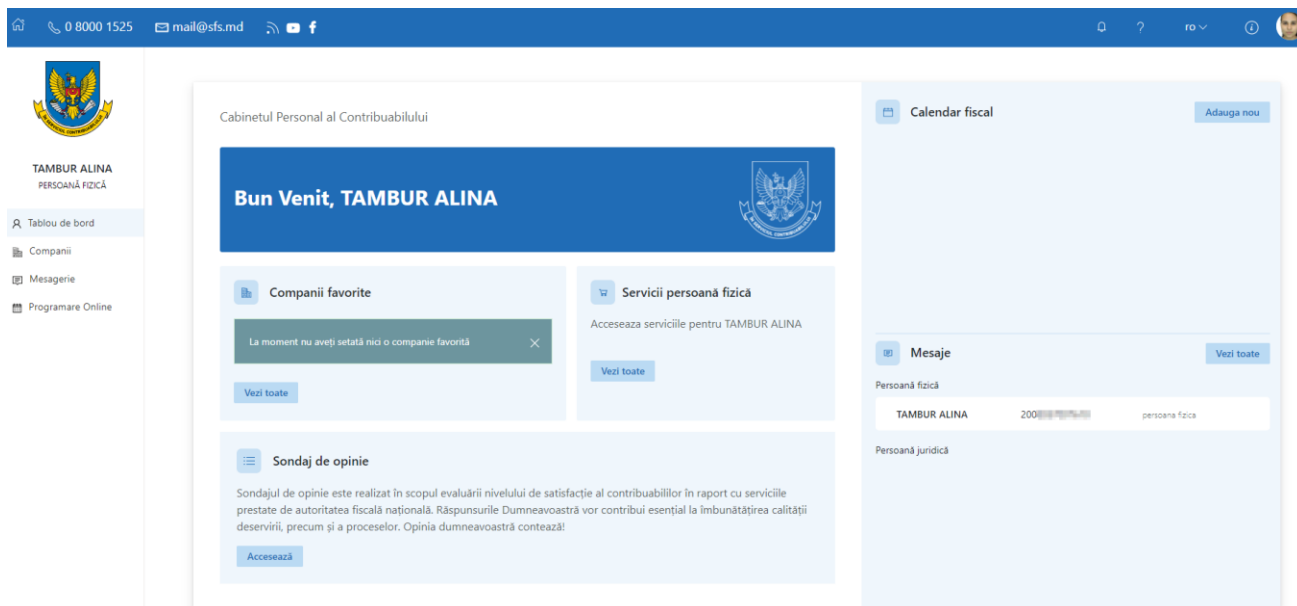 0 8000 1525 mail@sfs.md
? ro
TAMBUR ALINA
PERSOANĂ FIZICĂ
Tablou de bord
Companii
Mesagerie
Programare Online
Cabinetul Personal al Contribuabilului
Bun Venit, TAMBUR ALINA
Companii favorite
La moment nu aveți setată nici o companie favorită
Vezi toate
Servicii persoană fizică
Acceseaza serviciile pentru TAMBUR ALINA
Vezi toate
Sondaj de opinie
Sondajul de opinie este realizat în scopul evaluării nivelului de satisfacție al contribuabililor în raport cu serviciile
prestate de autoritatea fiscală națională. Răspunsurile Dumneavoastră vor contribui esențial la îmbunătățirea calității
deservirii, precum și a proceselor. Opinia dumneavoastră contează!
Accesează
Calendar fiscal
Adauga nou
Mesaje
Vezi toate
Persoană fizică
TAMBUR ALINA 200 persoana fizica
Persoană juridică